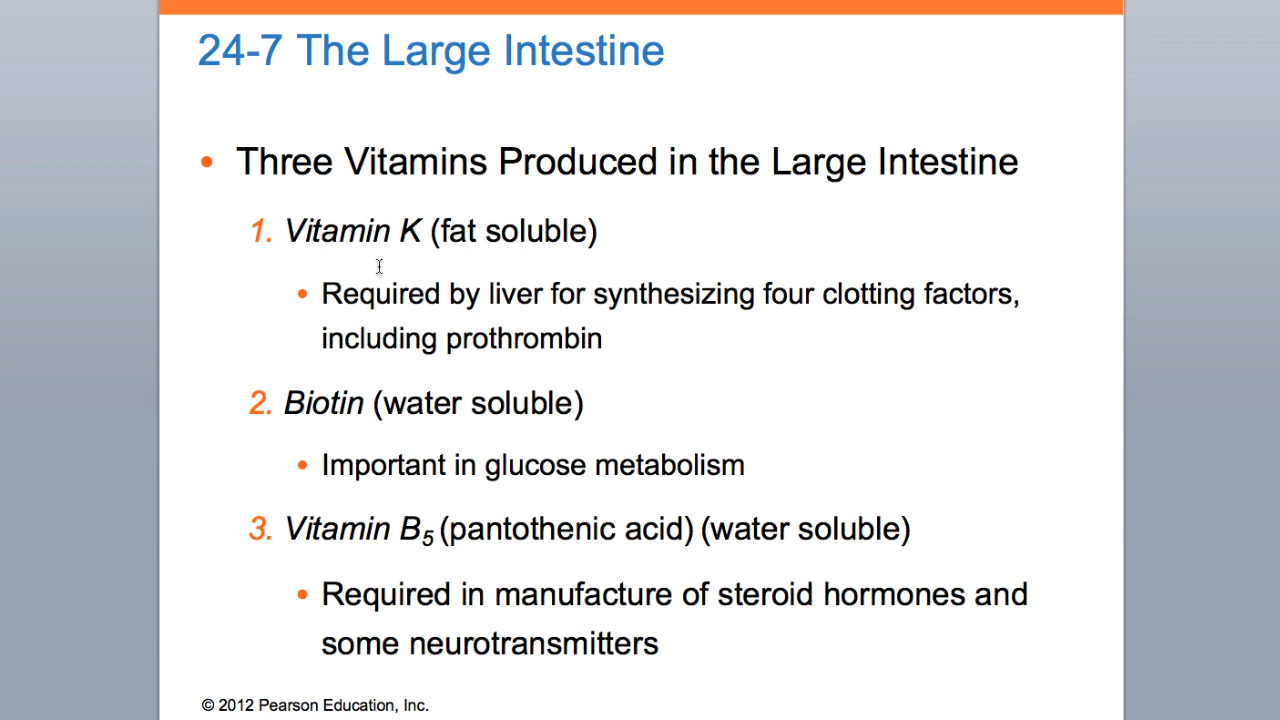 24-7 The Large Intestine
• Three Vitamins Produced in the Large Intestine
1. Vitamin K (fat soluble)
• Required by liver for synthesizing four clotting factors,
including prothrombin
2. Biotin (water soluble)
• Important in glucose metabolism
3. Vitamin B5 (pantothenic acid) (water soluble)
• Required in manufacture of steroid hormones and
some neurotransmitters
© 2012 Pearson Education, Inc.